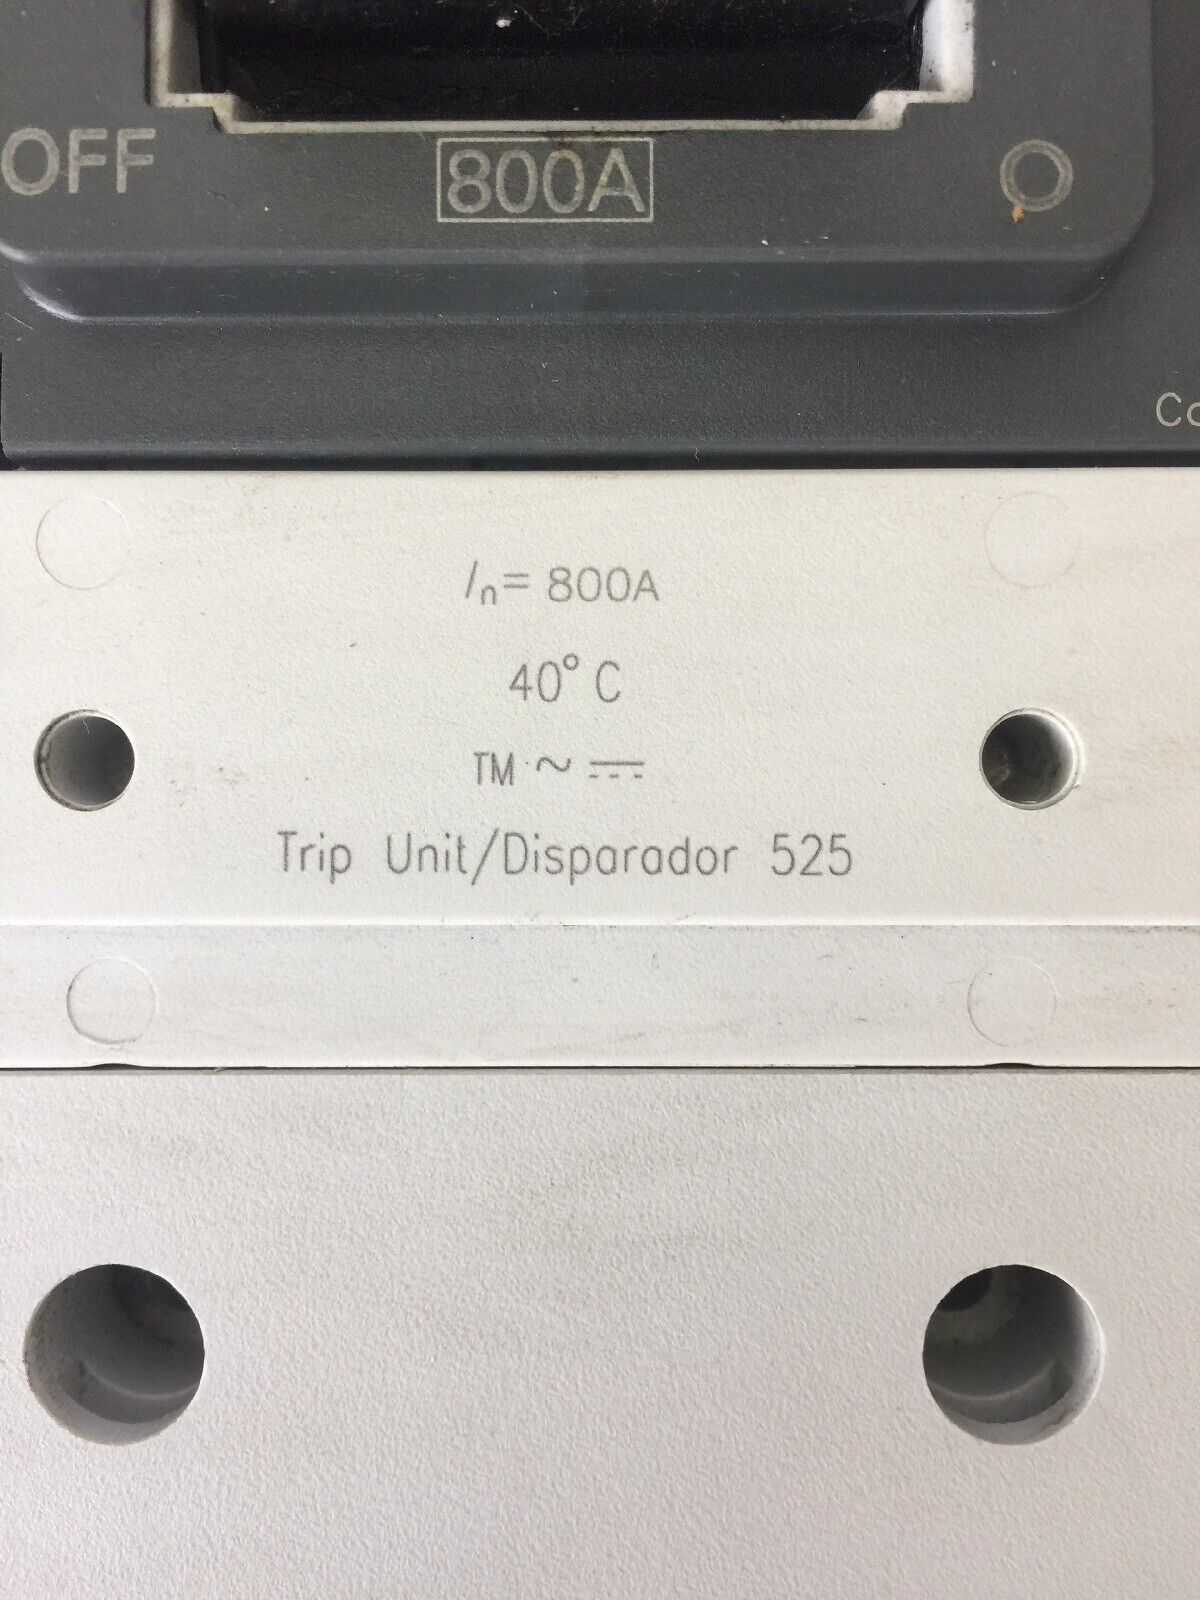 OFF 800A O
Co
In= 800A
40° C
TM ~ ⎓
Trip Unit/Disparador 525